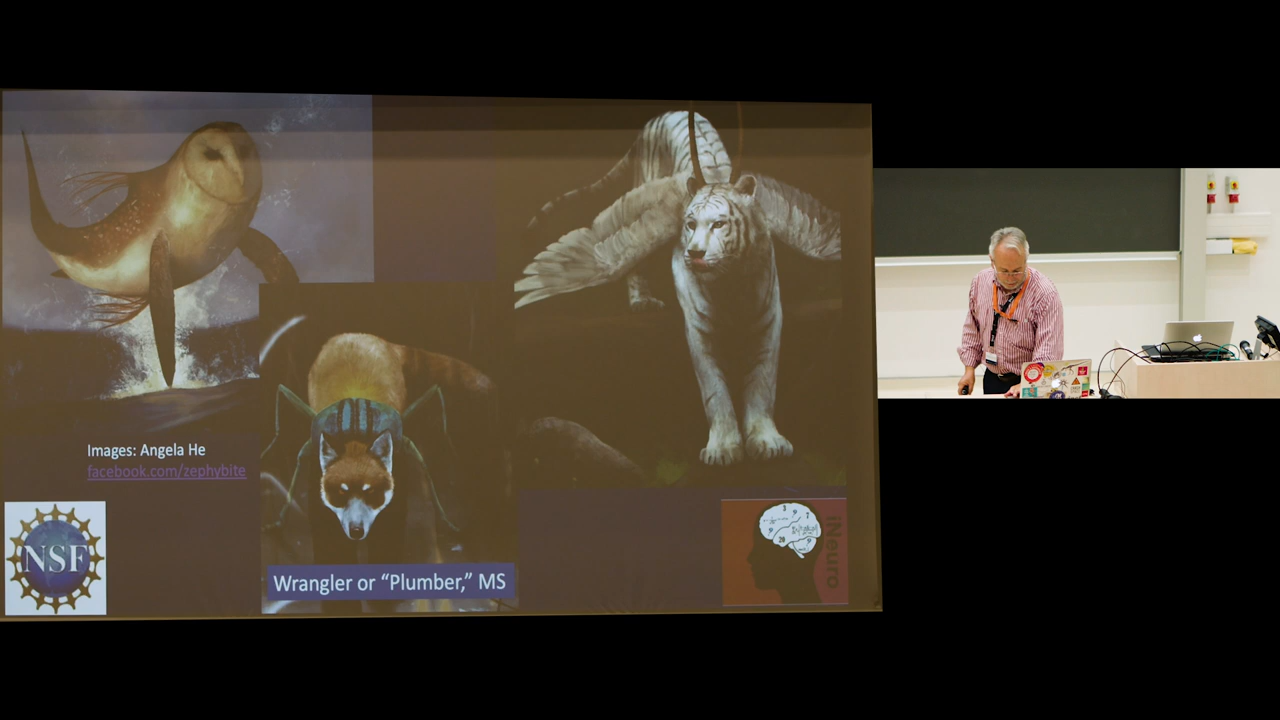 Images: Angela He
facebook.com/zephybite
NSF
Wrangler or “Plumber,” MS
iNeuro